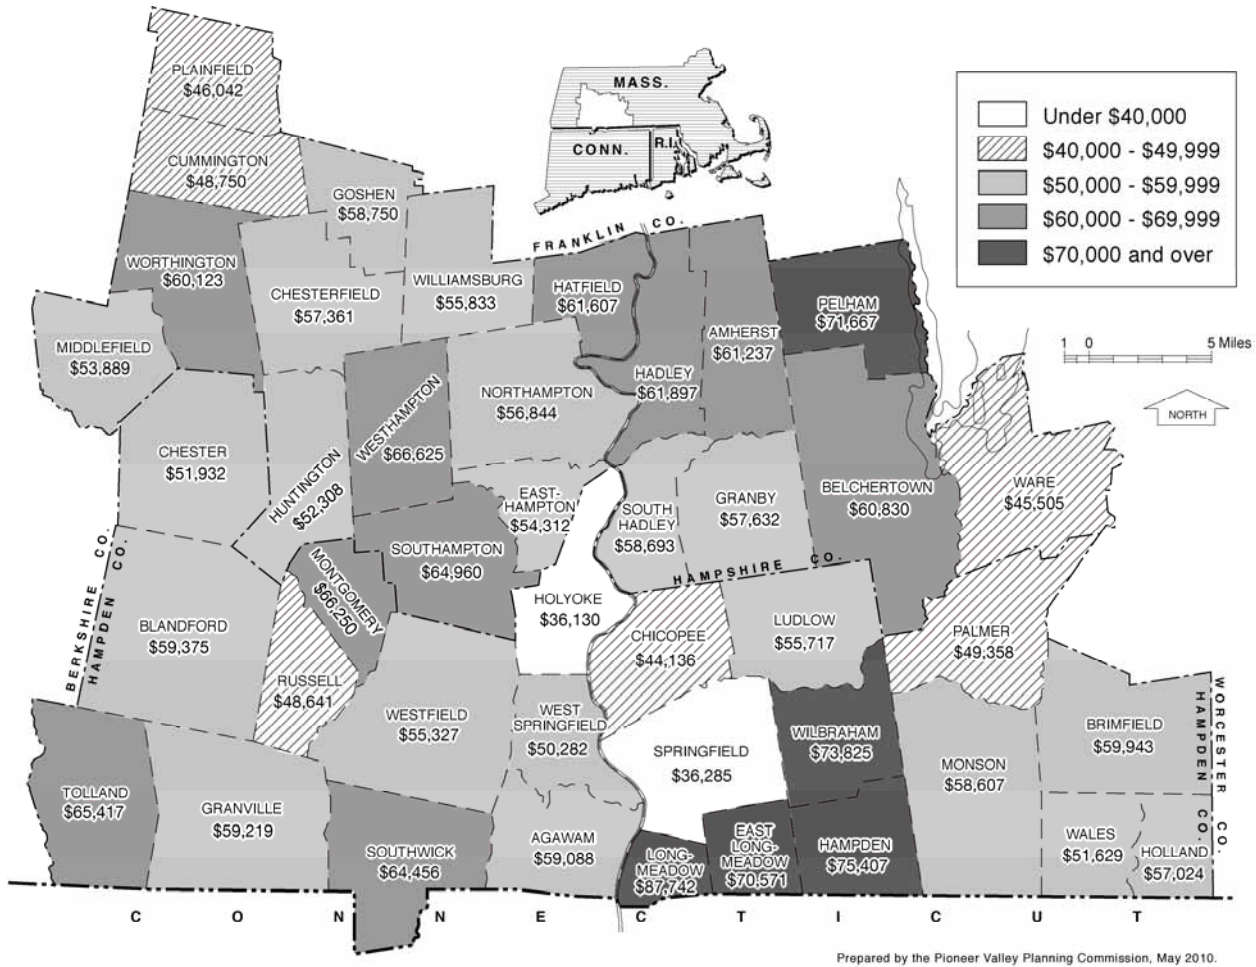 PLAINFIELD
$46,042
CUMMINGTON
$48,750
GOSHEN
$58,750
MASS.
CONN.
R.I.
Under $40,000
$40,000 - $49,999
$50,000 - $59,999
$60,000 - $69,999
$70,000 and over
FRANKLIN CO.
WORTHINGTON
$60,123
CHESTERFIELD
$57,361
WILLIAMSBURG
$55,833
HATFIELD
$61,607
PELHAM
$71,667
AMHERST
$61,237
1 0 5 Miles
NORTH
MIDDLEFIELD
$53,889
HADLEY
$61,897
NORTHAMPTON
$56,844
WESTHAMPTON
$66,625
CHESTER
$51,932
HUNTINGTON
$52,308
EAST-
HAMPTON
$54,312
SOUTH
HADLEY
$58,693
GRANBY
$57,632
BELCHERTOWN
$60,830
WARE
$45,505
BERKSHIRE CO.
HAMPDEN CO.
SOUTHAMPTON
$64,960
MONTGOMERY
$66,250
HAMPSHIRE CO.
HOLYOKE
$36,130
BLANDFORD
$59,375
CHICOPEE
$44,136
LUDLOW
$55,717
PALMER
$49,358
RUSSELL
$48,641
WESTFIELD
$55,327
WEST
SPRINGFIELD
$50,282
SPRINGFIELD
$36,285
WILBRAHAM
$73,825
MONSON
$58,607
BRIMFIELD
$59,943
HAMPDEN CO.
WORCESTER CO.
TOLLAND
$65,417
GRANVILLE
$59,219
SOUTHWICK
$64,456
AGAWAM
$59,088
LONG-
MEADOW
$87,742
EAST
LONG-
MEADOW
$70,571
HAMPDEN
$75,407
WALES
$51,629
HOLLAND
$57,024
CONNECTICUT
Prepared by the Pioneer Valley Planning Commission, May 2010.